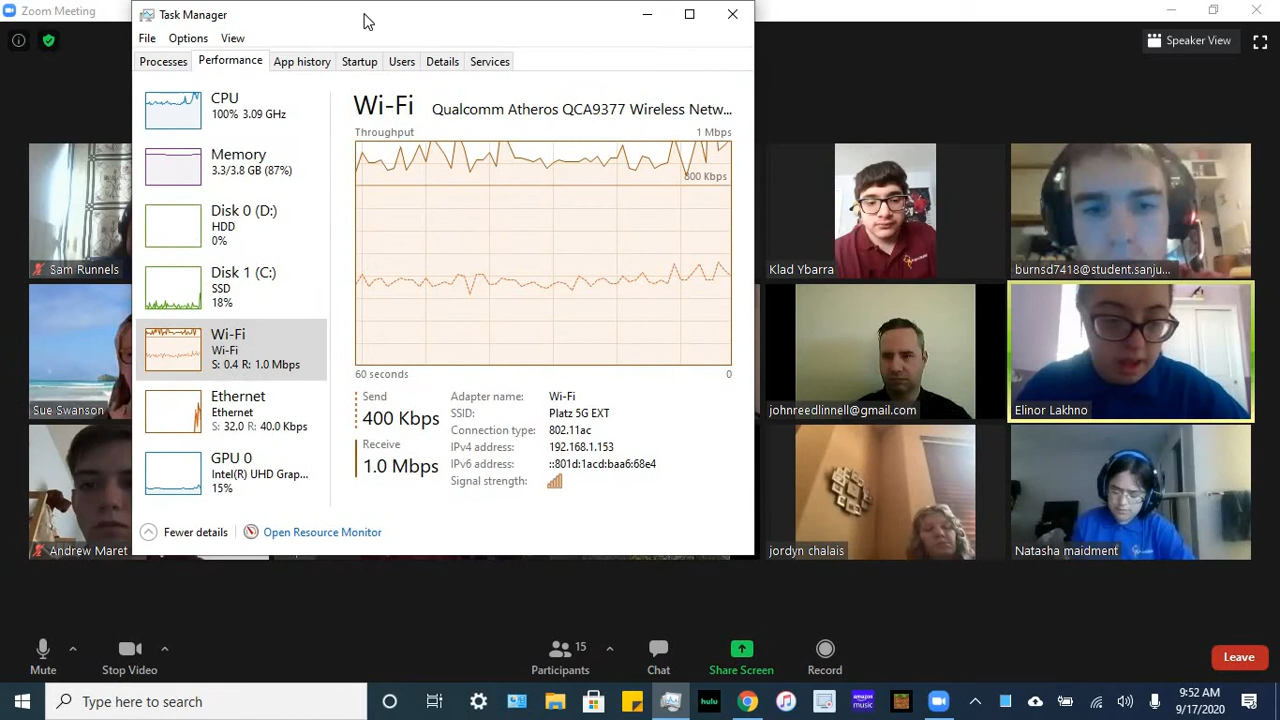 Zoom Meeting
Task Manager
File Options View
Speaker View
Processes Performance App history Startup Users Details Services
CPU
100% 3.09 GHz
Memory
3.3/3.8 GB (87%)
Disk 0 (D:)
HDD
0%
Disk 1 (C:)
SSD
18%
Wi-Fi
Wi-Fi
S: 0.4 R: 1.0 Mbps
Ethernet
Ethernet
S: 32.0 R: 40.0 Kbps
GPU 0
Intel(R) UHD Grap...
15%
Wi-Fi Qualcomm Atheros QCA9377 Wireless Netw...
Throughput 1 Mbps
800 Kbps
60 seconds 0
Send
400 Kbps
Receive
1.0 Mbps
Adapter name: Wi-Fi
SSID: Platz 5G EXT
Connection type: 802.11ac
IPv4 address: 192.168.1.153
IPv6 address: ::801d:1acd:baa6:68e4
Signal strength:
Fewer details Open Resource Monitor
Sam Runnels
Klad Ybarra
burnsd7418@student.sanju...
Sue Swanson
johnreedlinnell@gmail.com
Elinor Lakhno
Andrew Maret
jordyn chalais
Natasha maidment
Mute
Stop Video
15
Participants
Chat
Share Screen
Record
Leave
Type here to search
hulu
amazon music
9:52 AM
9/17/2020